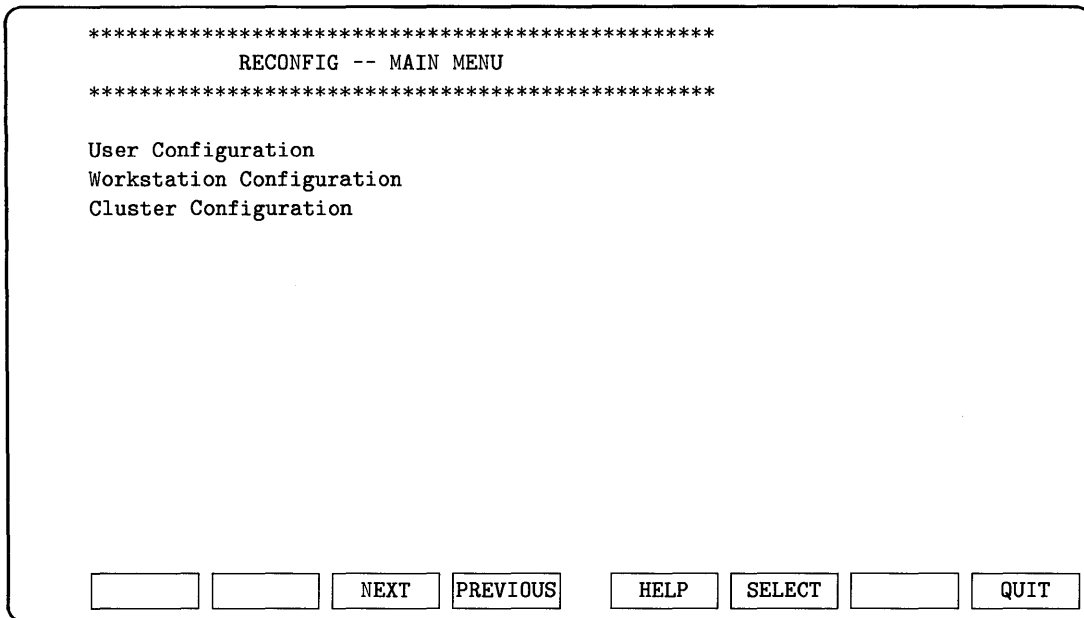 **************************************************
RECONFIG -- MAIN MENU
**************************************************
User Configuration
Workstation Configuration
Cluster Configuration
NEXT PREVIOUS HELP SELECT QUIT